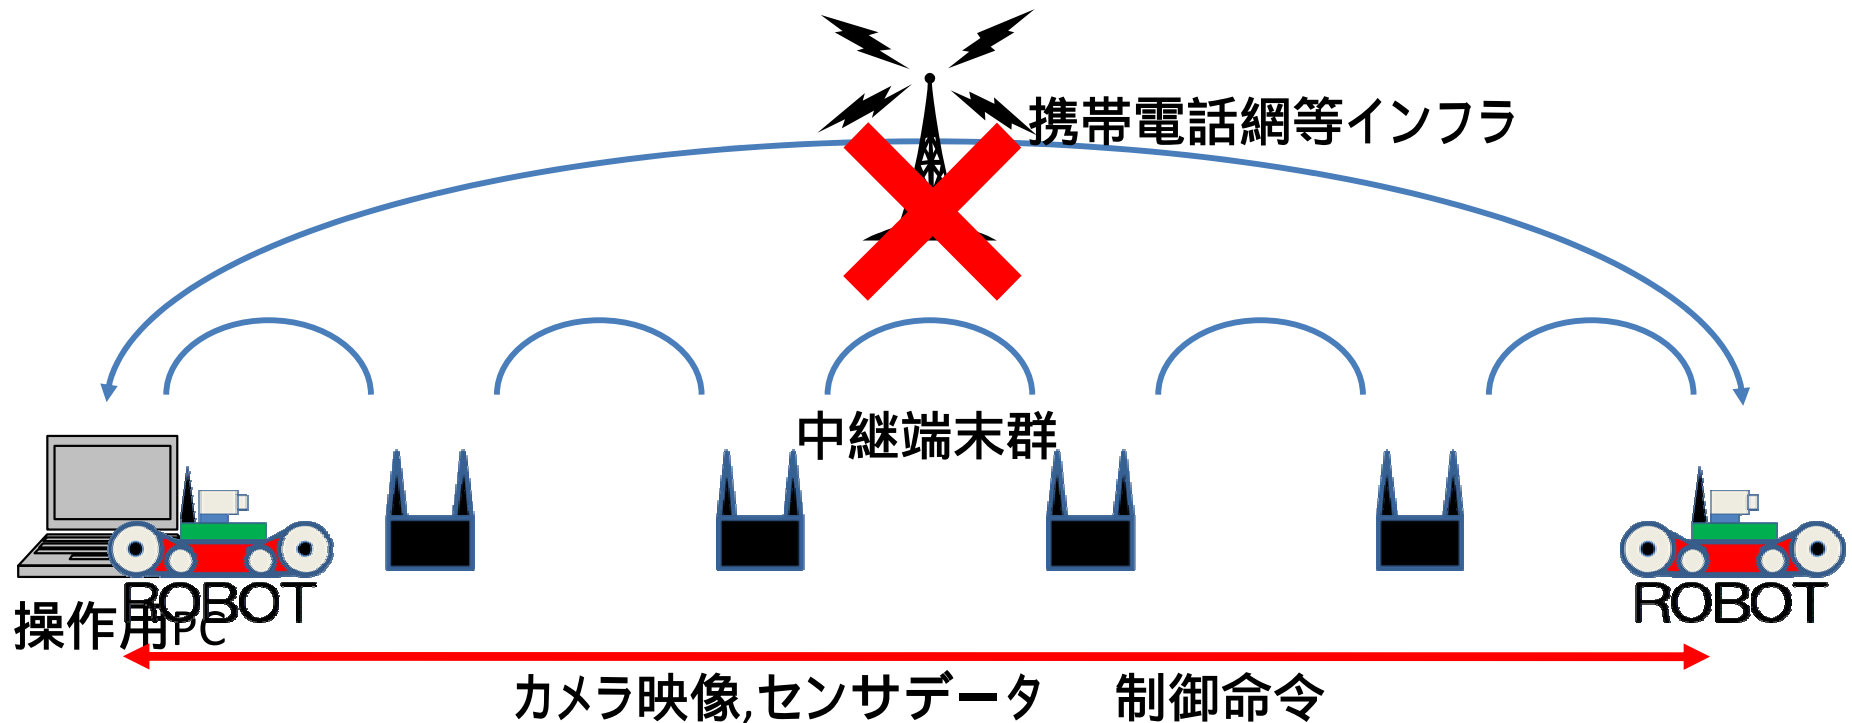 携帯電話網等インフラ
中継端末群
ROBOT
ROBOT
操作用PC
カメラ映像,センサデータ　制御命令